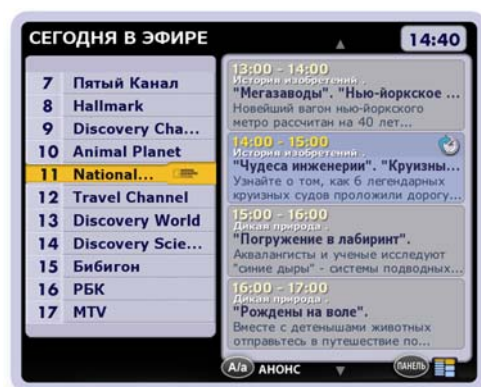 СЕГОДНЯ В ЭФИРЕ
14:40
7 Пятый Канал
8 Hallmark
9 Discovery Cha...
10 Animal Planet
11 National...
12 Travel Channel
13 Discovery World
14 Discovery Scie...
15 Бибигон
16 РБК
17 MTV
13:00 - 14:00
История изобретений .
"Мегазаводы". "Нью-йоркское ...
Новейший вагон нью-йоркского
метро рассчитан на 40 лет...
14:00 - 15:00
История изобретений .
"Чудеса инженерии". "Круизны...
Узнайте о том, как 6 легендарных
круизных судов проложили дорогу...
15:00 - 16:00
Дикая природа .
"Погружение в лабиринт".
Аквалангисты и ученые исследуют
"синие дыры" - системы подводных...
16:00 - 17:00
Дикая природа .
"Рождены на воле".
Вместе с детенышами животных
отправьтесь в путешествие по...
A/a АНОНС
ПАНЕЛЬ